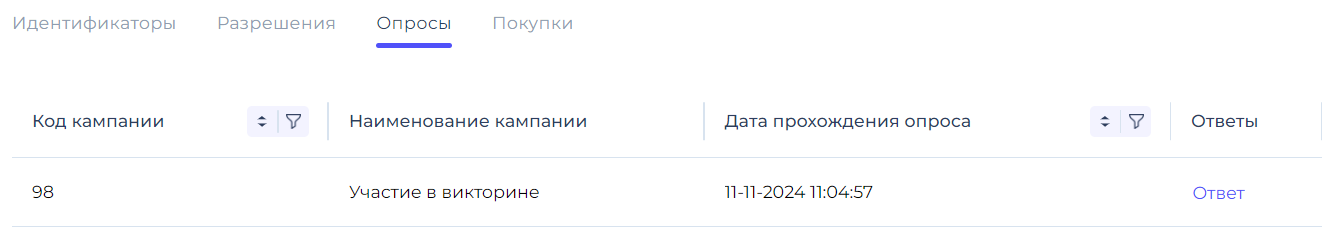 Идентификаторы Разрешения Опросы Покупки
Код кампании Наименование кампании Дата прохождения опроса Ответы
98 Участие в викторине 11-11-2024 11:04:57 Ответ